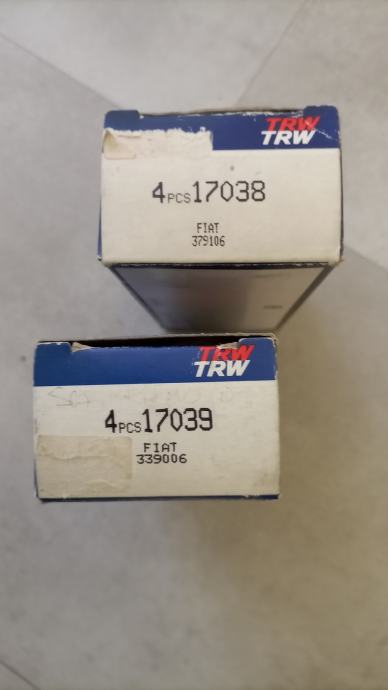 TRW
TRW
4PCS17038
FIAT
379106
TRW
TRW
4PCS17039
FIAT
339006